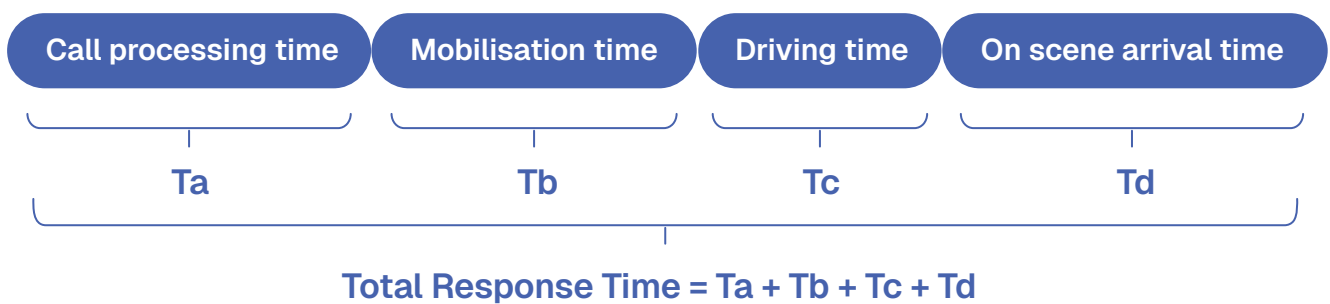 Call processing time Mobilisation time Driving time On scene arrival time
Ta Tb Tc Td
Total Response Time = Ta + Tb + Tc + Td